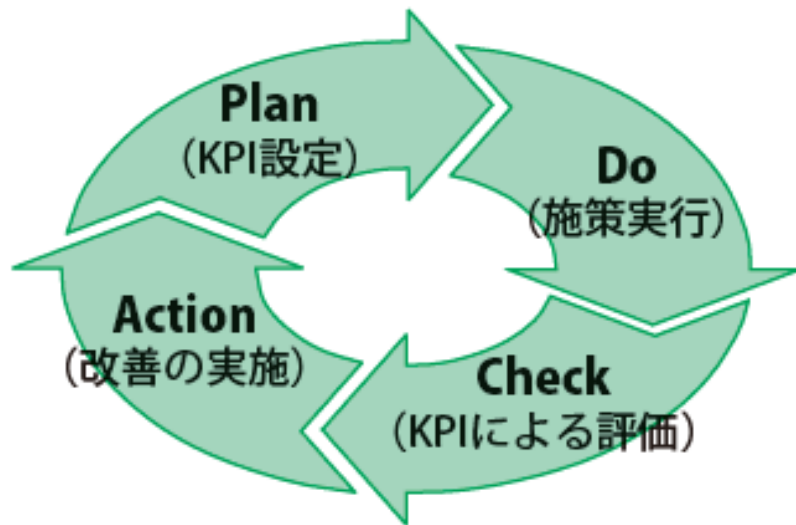 Plan
（KPI設定）
Do
（施策実行）
Check
（KPIによる評価）
Action
（改善の実施）